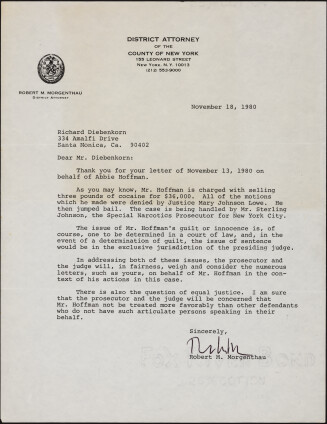 DISTRICT ATTORNEY
OF THE
COUNTY OF NEW YORK
155 LEONARD STREET
New York, N.Y. 10013
(212) 553-9000
ROBERT M. MORGENTHAU
DISTRICT ATTORNEY
November 18, 1980
Richard Diebenkorn
334 Amalfi Drive
Santa Monica, Ca. 90402
Dear Mr. Diebenkorn:
Thank you for your letter of November 13, 1980 on
behalf of Abbie Hoffman.
As you may know, Mr. Hoffman is charged with selling
three pounds of cocaine for $36,000. All of the motions
which he made were denied by Justice Mary Johnson Lowe. He
then jumped bail. The case is being handled by Mr. Sterling
Johnson, the Special Narcotics Prosecutor for New York City.
The issue of Mr. Hoffman's guilt or innocence is, of
course, one to be determined in a court of law, and, in the
event of a determination of guilt, the issue of sentence
would be in the exclusive jurisdiction of the presiding judge.
In addressing both of these issues, the prosecutor and
the judge will, in fairness, weigh and consider the numerous
letters, such as yours, on behalf of Mr. Hoffman in the con-
text of his actions in this case.
There is also the question of equal justice. I am sure
that the prosecutor and the judge will be concerned that
Mr. Hoffman not be treated more favorably than other defendants
who do not have such articulate persons speaking in their
behalf.
Sincerely,
Robert M. Morgenthau